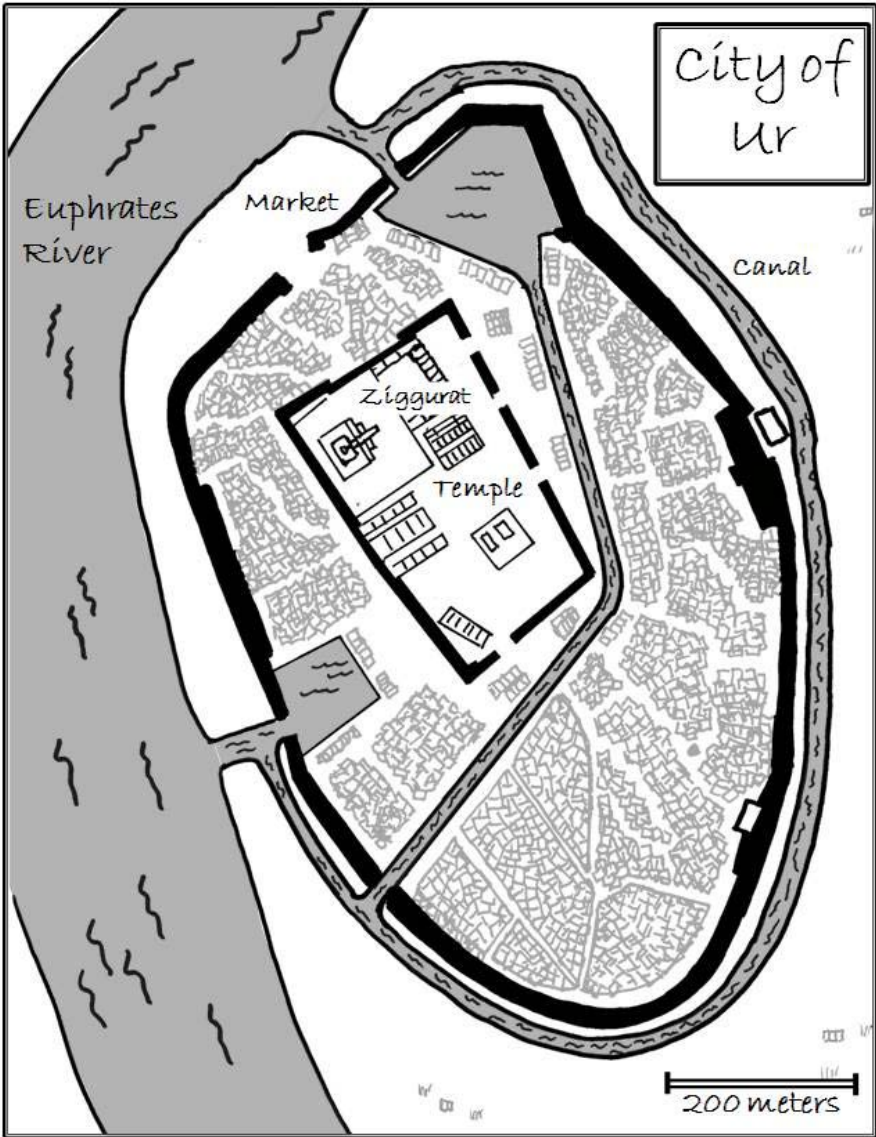 City of
Ur
Euphrates
River
Market
Canal
Ziggurat
Temple
200 meters